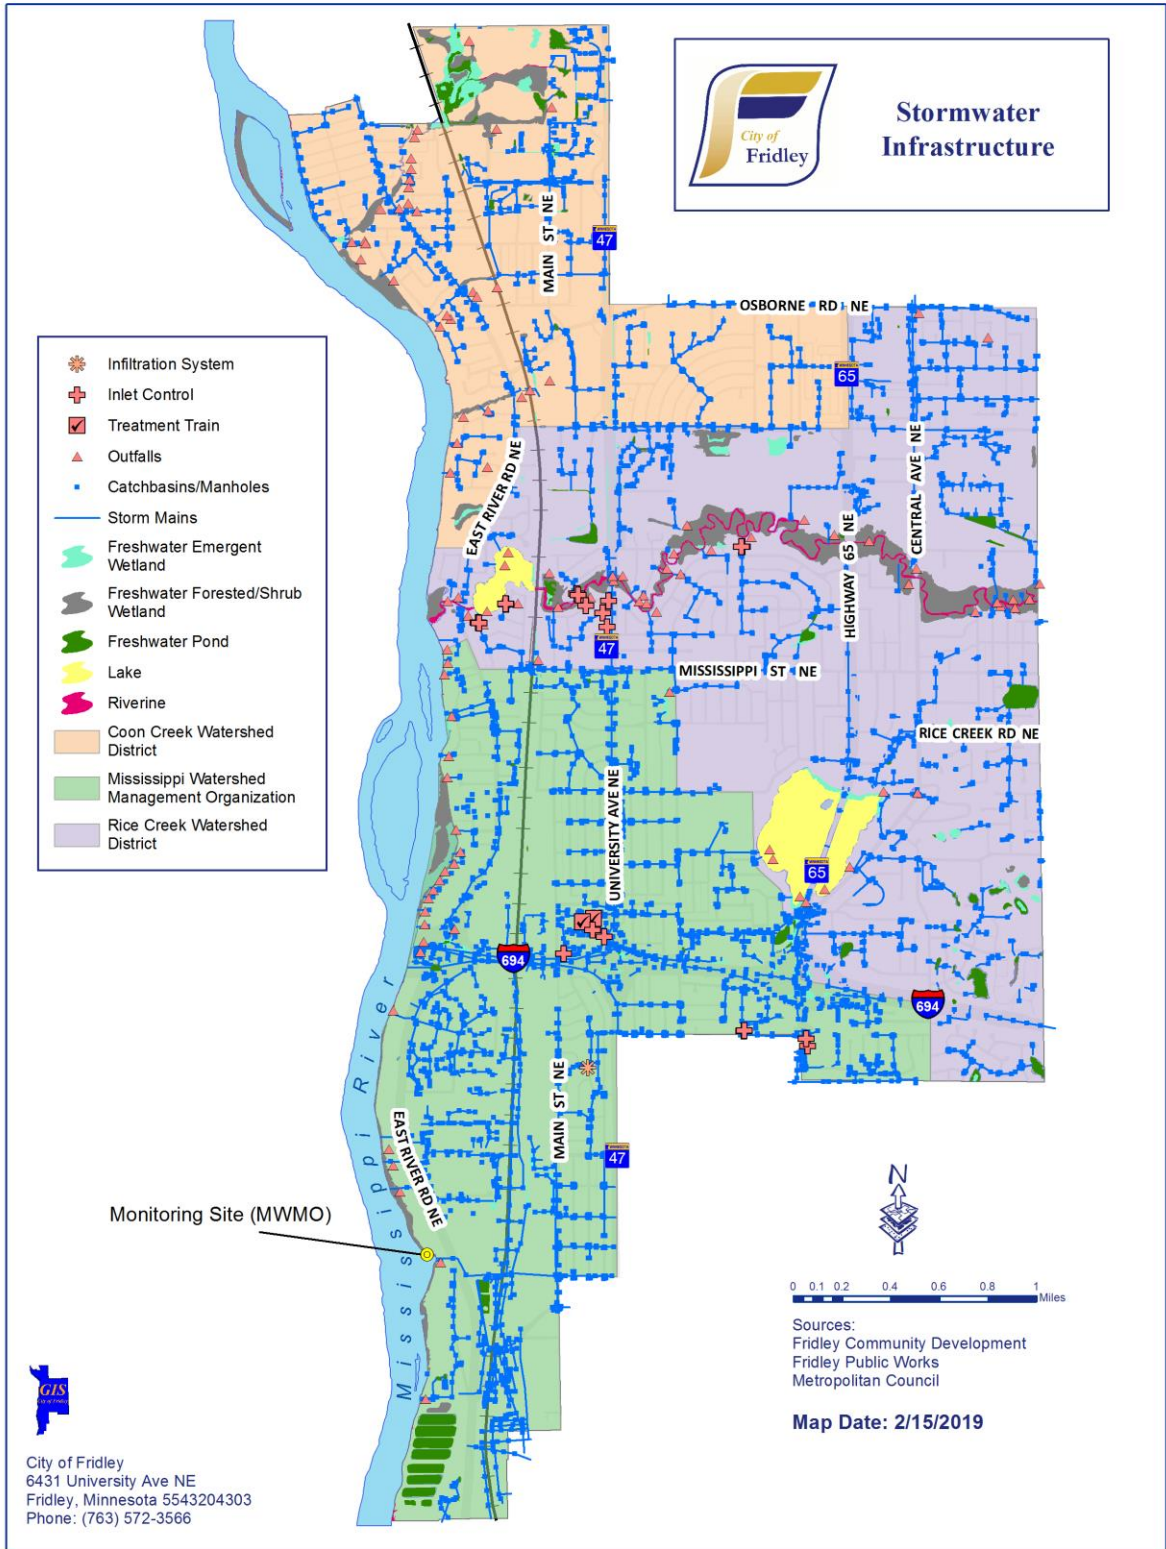 Stormwater
Infrastructure
City of
Fridley
MAIN ST NE
47
OSBORNE RD NE
65
Infiltration System
Inlet Control
Treatment Train
Outfalls
Catchbasins/Manholes
Storm Mains
Freshwater Emergent
Wetland
Freshwater Forested/Shrub
Wetland
Freshwater Pond
Lake
Riverine
Coon Creek Watershed
District
Mississippi Watershed
Management Organization
Rice Creek Watershed
District
EAST RIVER RD NE
CENTRAL AVE NE
HIGHWAY 65 NE
47
MISSISSIPPI ST NE
RICE CREEK RD NE
UNIVERSITY AVE NE
65
694
694
Mississippi River
MAIN ST NE
EAST RIVER RD NE
47
Monitoring Site (MWMO)
N
0 0.1 0.2 0.4 0.6 0.8 1
Miles
Sources:
Fridley Community Development
Fridley Public Works
Metropolitan Council
Map Date: 2/15/2019
GIS
City of Fridley
City of Fridley
6431 University Ave NE
Fridley, Minnesota 5543204303
Phone: (763) 572-3566